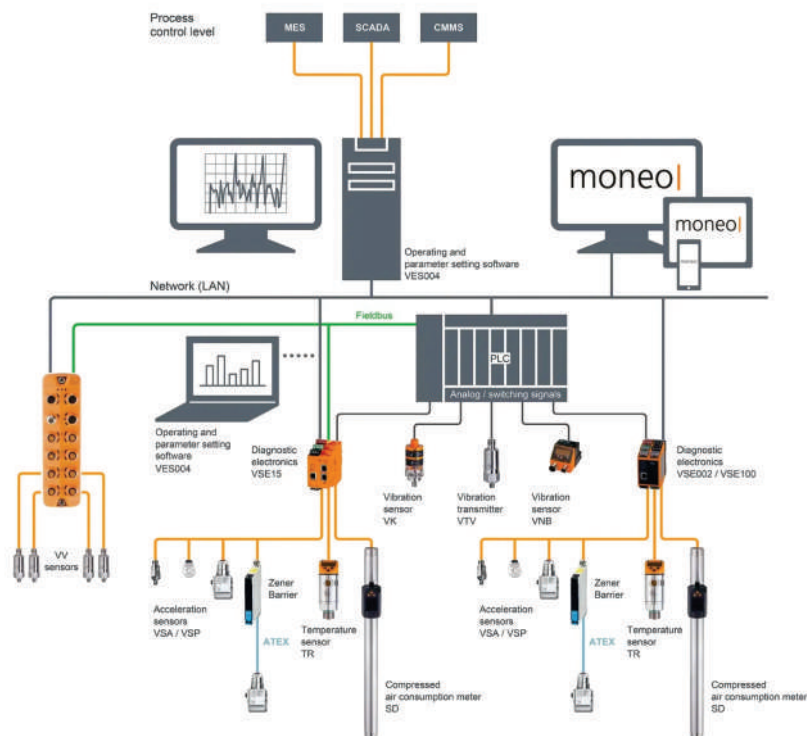 Process
control level
MES
SCADA
CMMS
moneo
moneo
moneo
Operating and
parameter setting software
VES004
Network (LAN)
Fieldbus
PLC
Analog / switching signals
Operating and
parameter setting
software
VES004
Diagnostic
electronics
VSE15
Vibration
sensor
VK
Vibration
transmitter
VTV
Vibration
sensor
VNB
Diagnostic
electronics
VSE002 / VSE100
VV
sensors
Acceleration
sensors
VSA / VSP
Zener
Barrier
ATEX
Temperature
sensor
TR
Compressed
air consumption meter
SD
Acceleration
sensors
VSA / VSP
Zener
Barrier
ATEX
Temperature
sensor
TR
Compressed
air consumption meter
SD